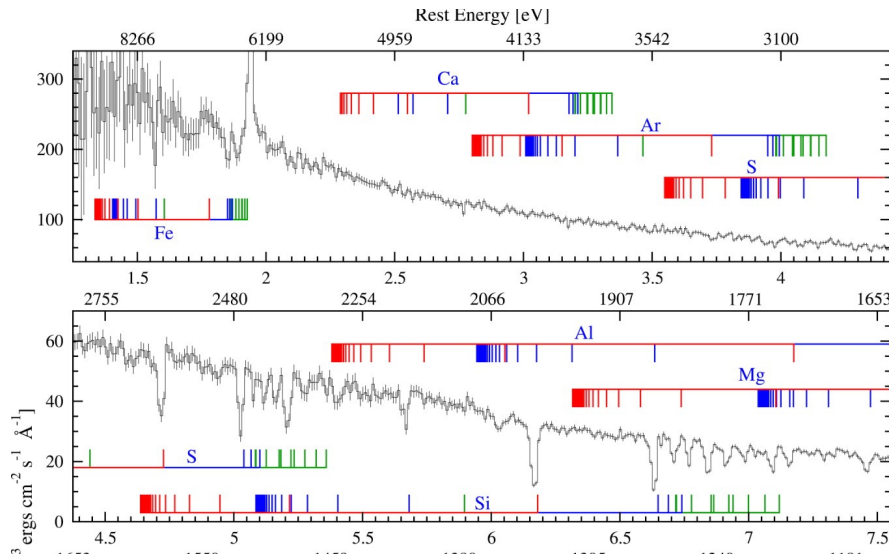 Rest Energy [eV]
8266 6199 4959 4133 3542 3100
300
200
100
Ca
Ar
S
Fe
1.5 2 2.5 3 3.5 4
2755 2480 2254 2066 1907 1771 1653
60
40
20
0
Al
Mg
S
Si
4.5 5 5.5 6 6.5 7 7.5
3 ergs cm-2 s-1 Å-1]